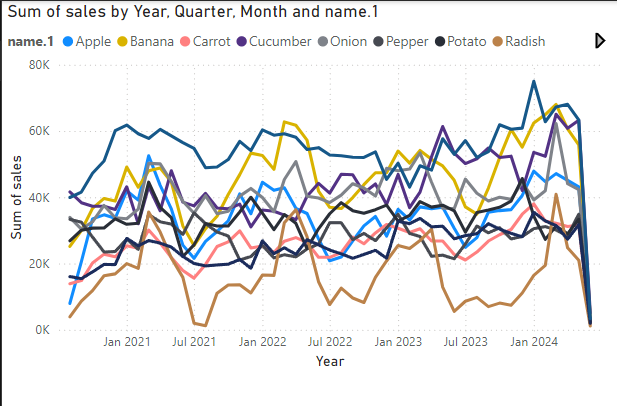 Sum of sales by Year, Quarter, Month and name.1
name.1 Apple Banana Carrot Cucumber Onion Pepper Potato Radish
80K
60K
40K
20K
0K
Sum of sales
Jan 2021 Jul 2021 Jan 2022 Jul 2022 Jan 2023 Jul 2023 Jan 2024
Year